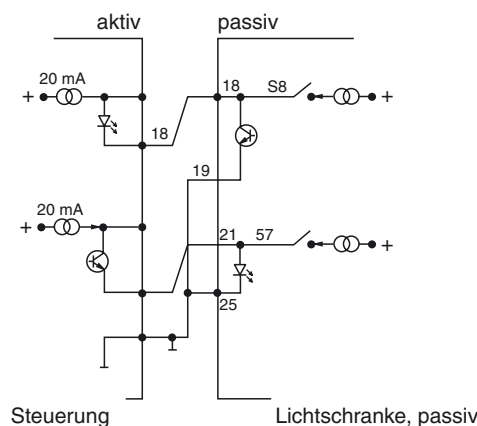 aktiv passiv
20 mA 18 S8
+ +
18
19
20 mA 21 57
+ +
25
Steuerung Lichtschranke, passiv